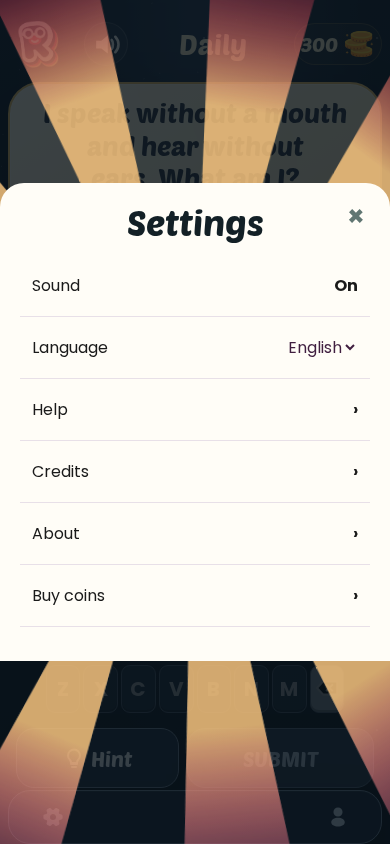 Daily
300
I speak without a mouth
and hear without
ears. What am I?
Settings
✖
Sound On
Language English
Help ›
Credits ›
About ›
Buy coins ›
Z X C V B N M
Hint SUBMIT